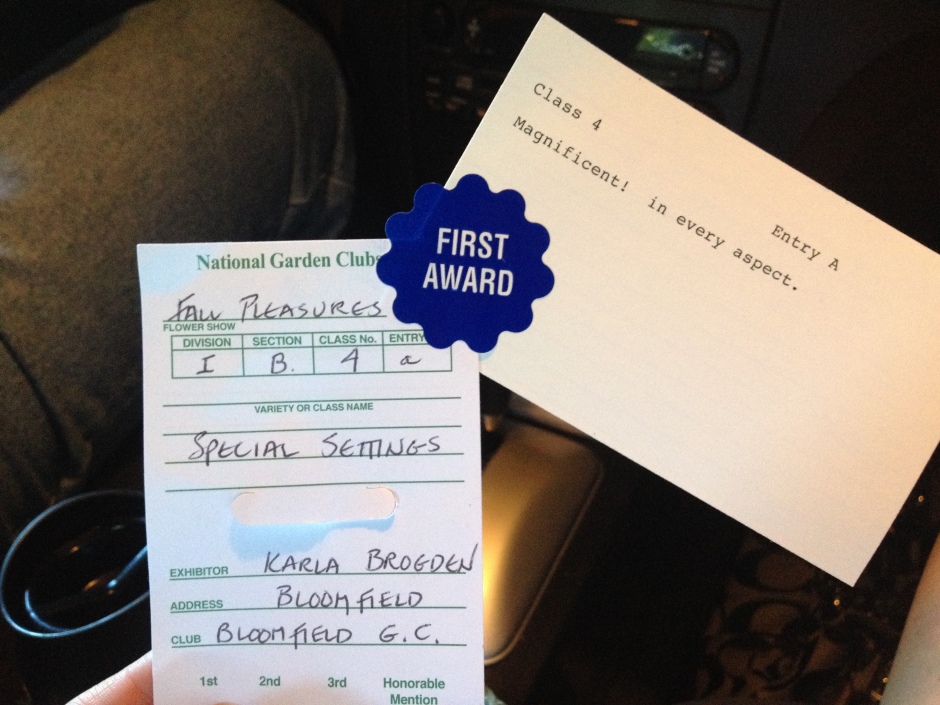 National Garden Clubs
FALL PLEASURES
FLOWER SHOW
DIVISION SECTION CLASS No. ENTRY
I B. 4 a
VARIETY OR CLASS NAME
SPECIAL SETTINGS
EXHIBITOR KARLA BROGDEN
ADDRESS BLOOMFIELD
CLUB BLOOMFIELD G.C.
1st 2nd 3rd Honorable
Mention
FIRST
AWARD
Class 4
Entry A
Magnificent! in every aspect.